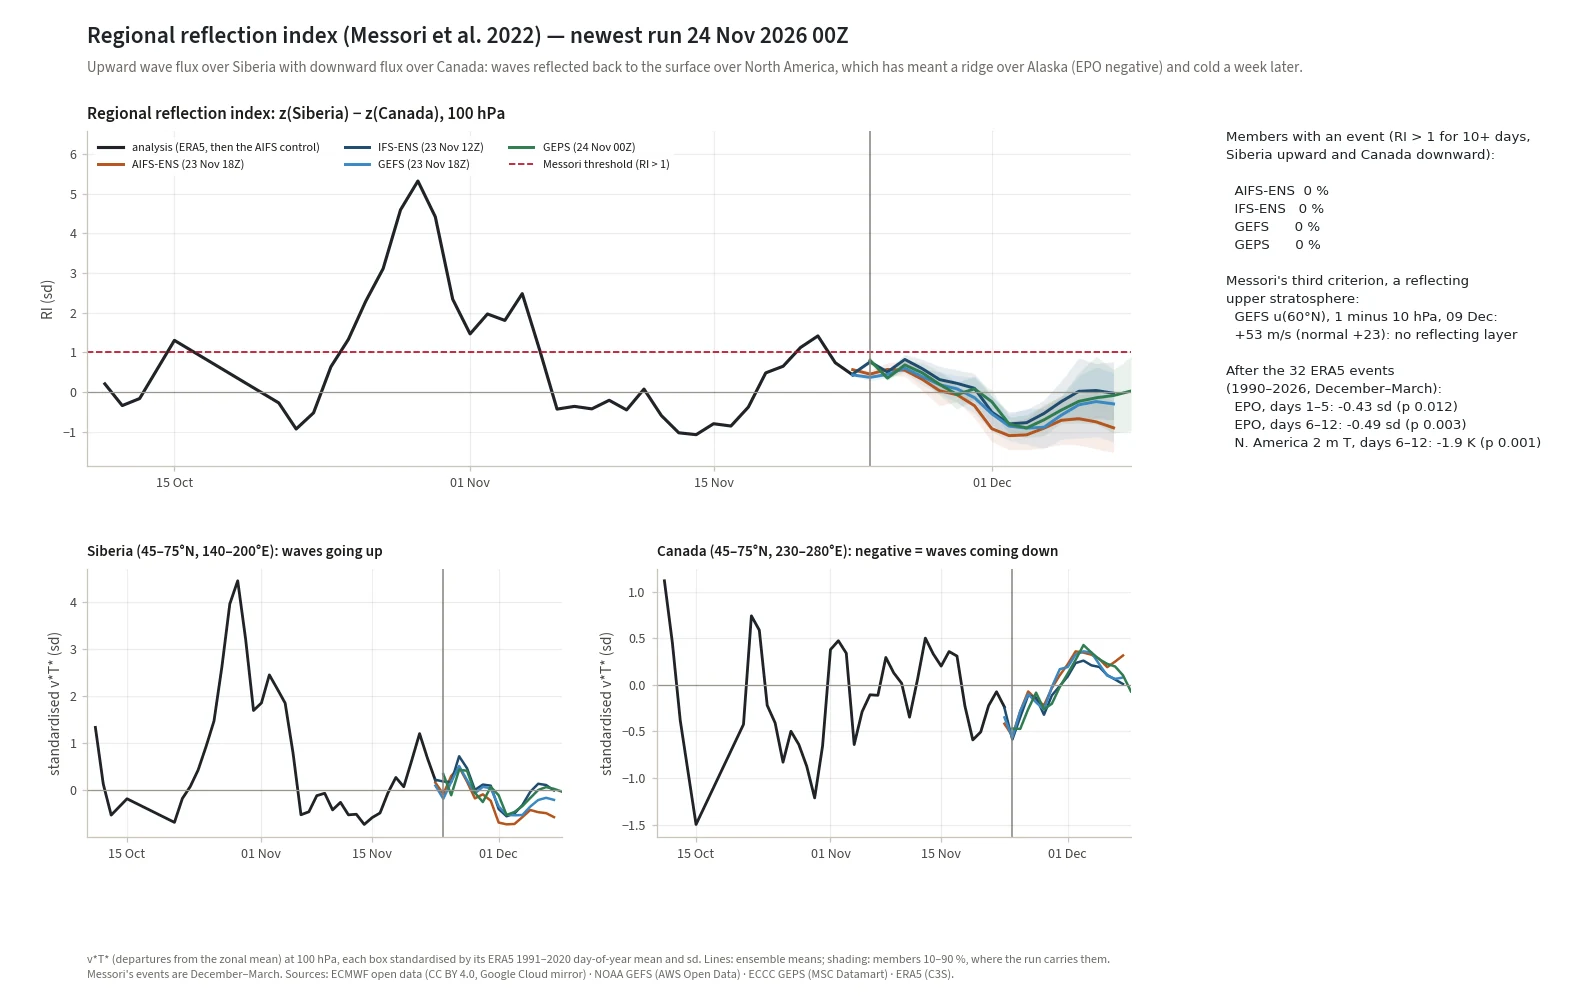 Regional reflection index (Messori et al. 2022) — newest run 24 Nov 2026 00Z
Upward wave flux over Siberia with downward flux over Canada: waves reflected back to the surface over North America, which has meant a ridge over Alaska (EPO negative) and cold a week later.
Regional reflection index: z(Siberia) − z(Canada), 100 hPa
analysis (ERA5, then the AIFS control)
AIFS-ENS (23 Nov 18Z)
IFS-ENS (23 Nov 12Z)
GEFS (23 Nov 18Z)
GEPS (24 Nov 00Z)
Messori threshold (RI > 1)
RI (sd)
6
5
4
3
2
1
0
−1
15 Oct
01 Nov
15 Nov
01 Dec
Members with an event (RI > 1 for 10+ days,
Siberia upward and Canada downward):
AIFS-ENS 0 %
IFS-ENS 0 %
GEFS 0 %
GEPS 0 %
Messori's third criterion, a reflecting
upper stratosphere:
GEFS u(60°N), 1 minus 10 hPa, 09 Dec:
+53 m/s (normal +23): no reflecting layer
After the 32 ERA5 events
(1990–2026, December–March):
EPO, days 1–5: -0.43 sd (p 0.012)
EPO, days 6–12: -0.49 sd (p 0.003)
N. America 2 m T, days 6–12: -1.9 K (p 0.001)
Siberia (45–75°N, 140–200°E): waves going up
standardised v*T* (sd)
4
3
2
1
0
15 Oct
01 Nov
15 Nov
01 Dec
Canada (45–75°N, 230–280°E): negative = waves coming down
standardised v*T* (sd)
1.0
0.5
0.0
−0.5
−1.0
−1.5
15 Oct
01 Nov
15 Nov
01 Dec
v*T* (departures from the zonal mean) at 100 hPa, each box standardised by its ERA5 1991–2020 day-of-year mean and sd. Lines: ensemble means; shading: members 10–90 %, where the run carries them.
Messori's events are December–March. Sources: ECMWF open data (CC BY 4.0, Google Cloud mirror) · NOAA GEFS (AWS Open Data) · ECCC GEPS (MSC Datamart) · ERA5 (C3S).